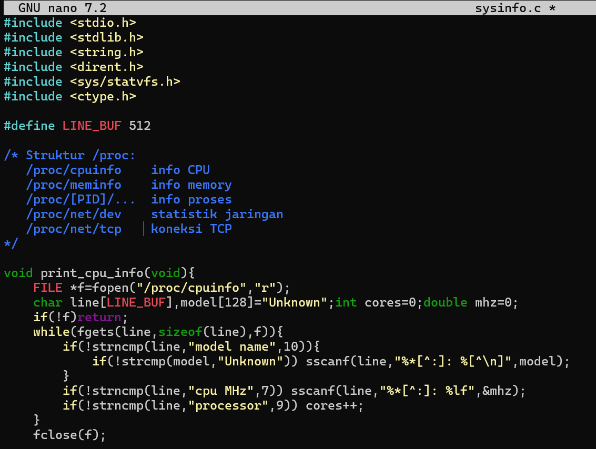 GNU nano 7.2 sysinfo.c *
#include <stdio.h>
#include <stdlib.h>
#include <string.h>
#include <dirent.h>
#include <sys/statvfs.h>
#include <ctype.h>

#define LINE_BUF 512

/* Struktur /proc:
   /proc/cpuinfo    info CPU
   /proc/meminfo    info memory
   /proc/[PID]/...  info proses
   /proc/net/dev    statistik jaringan
   /proc/net/tcp    koneksi TCP
*/

void print_cpu_info(void){
    FILE *f=fopen("/proc/cpuinfo","r");
    char line[LINE_BUF],model[128]="Unknown";int cores=0;double mhz=0;
    if(!f)return;
    while(fgets(line,sizeof(line),f)){
        if(!strncmp(line,"model name",10)){
            if(!strcmp(model,"Unknown")) sscanf(line,"%*[^:]: %[^\n]",model);
        }
        if(!strncmp(line,"cpu MHz",7)) sscanf(line,"%*[^:]: %lf",&mhz);
        if(!strncmp(line,"processor",9)) cores++;
    }
    fclose(f);